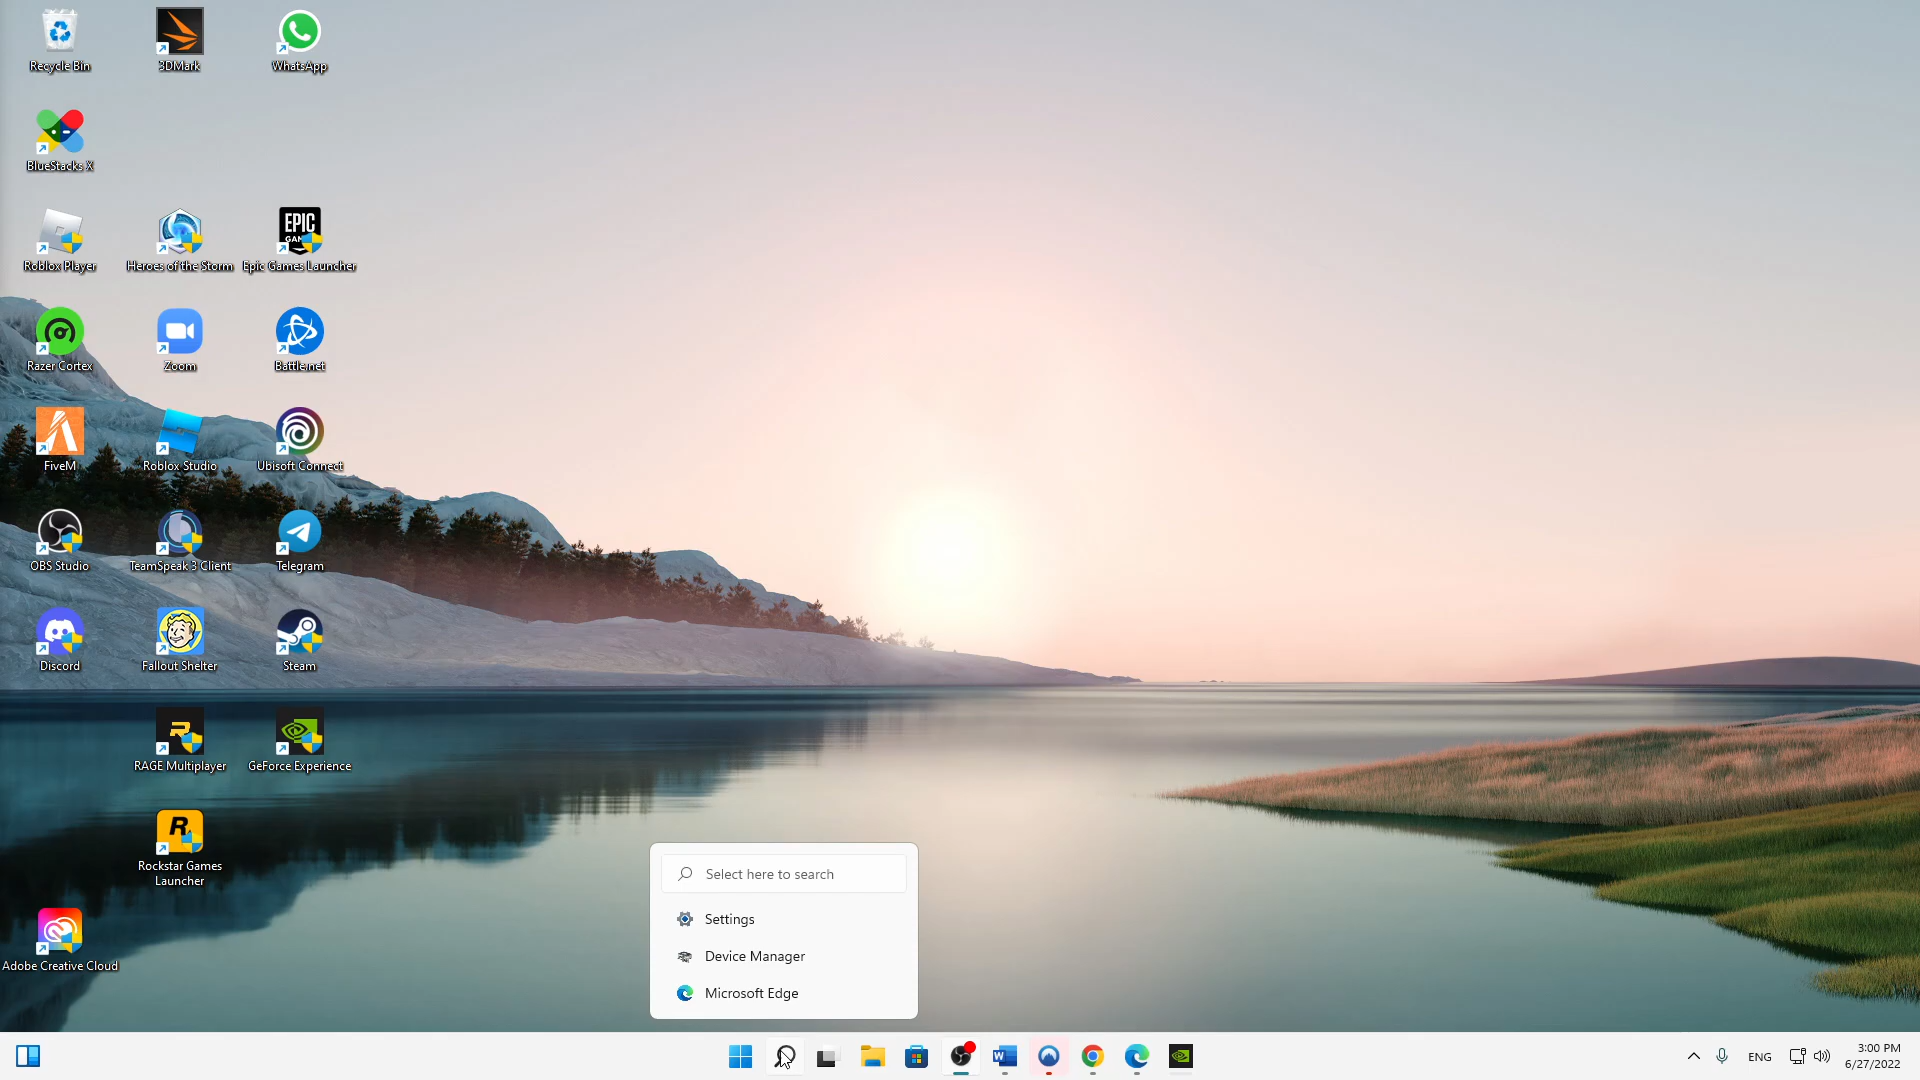 Recycle Bin
3DMark
WhatsApp
BlueStacks X
Roblox Player
Heroes of the Storm
EPIC
GAM
Epic Games Launcher
Razer Cortex
Zoom
Battle.net
FiveM
Roblox Studio
Ubisoft Connect
OBS Studio
TeamSpeak 3 Client
Telegram
Discord
Fallout Shelter
Steam
RAGE Multiplayer
GeForce Experience
Rockstar Games
Launcher
Adobe Creative Cloud
Select here to search
Settings
Device Manager
Microsoft Edge
ENG
3:00 PM
6/27/2022